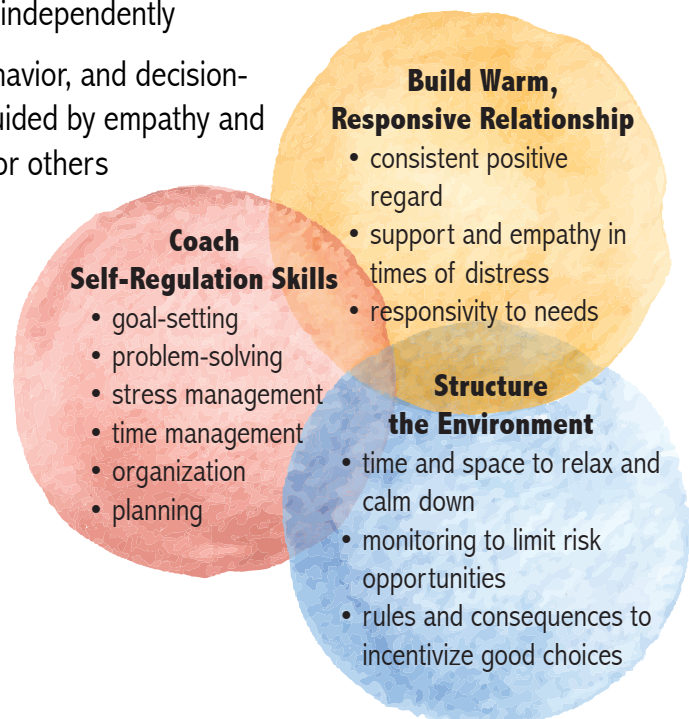 independently
havior, and decision-
uided by empathy and
or others
Build Warm,
Responsive Relationship
• consistent positive
regard
• support and empathy in
times of distress
• responsivity to needs
Coach
Self-Regulation Skills
• goal-setting
• problem-solving
• stress management
• time management
• organization
• planning
Structure
the Environment
• time and space to relax and
calm down
• monitoring to limit risk
opportunities
• rules and consequences to
incentivize good choices